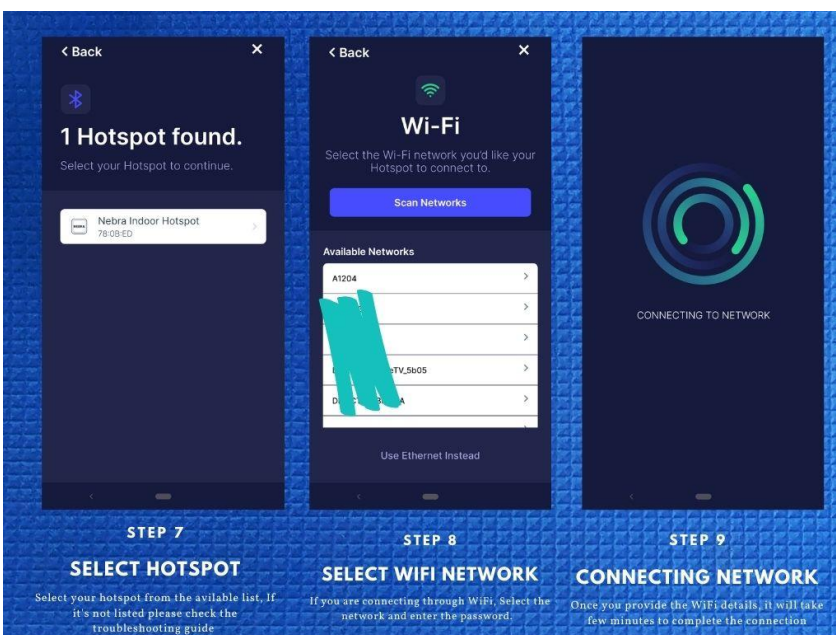 < Back
×
1 Hotspot found.
Select your Hotspot to continue.
Nebra Indoor Hotspot
78:0B:ED
STEP 7
SELECT HOTSPOT
Select your hotspot from the avilable list, If
it's not listed please check the
troubleshooting guide
< Back
×
Wi-Fi
Select the Wi-Fi network you'd like your
Hotspot to connect to.
Scan Networks
Available Networks
A1204
eTV_5b05
Use Ethernet Instead
STEP 8
SELECT WIFI NETWORK
If you are connecting through WiFi, Select the
network and enter the password.
CONNECTING TO NETWORK
STEP 9
CONNECTING NETWORK
Once you provide the WiFi details, it will take
few minutes to complete the connection